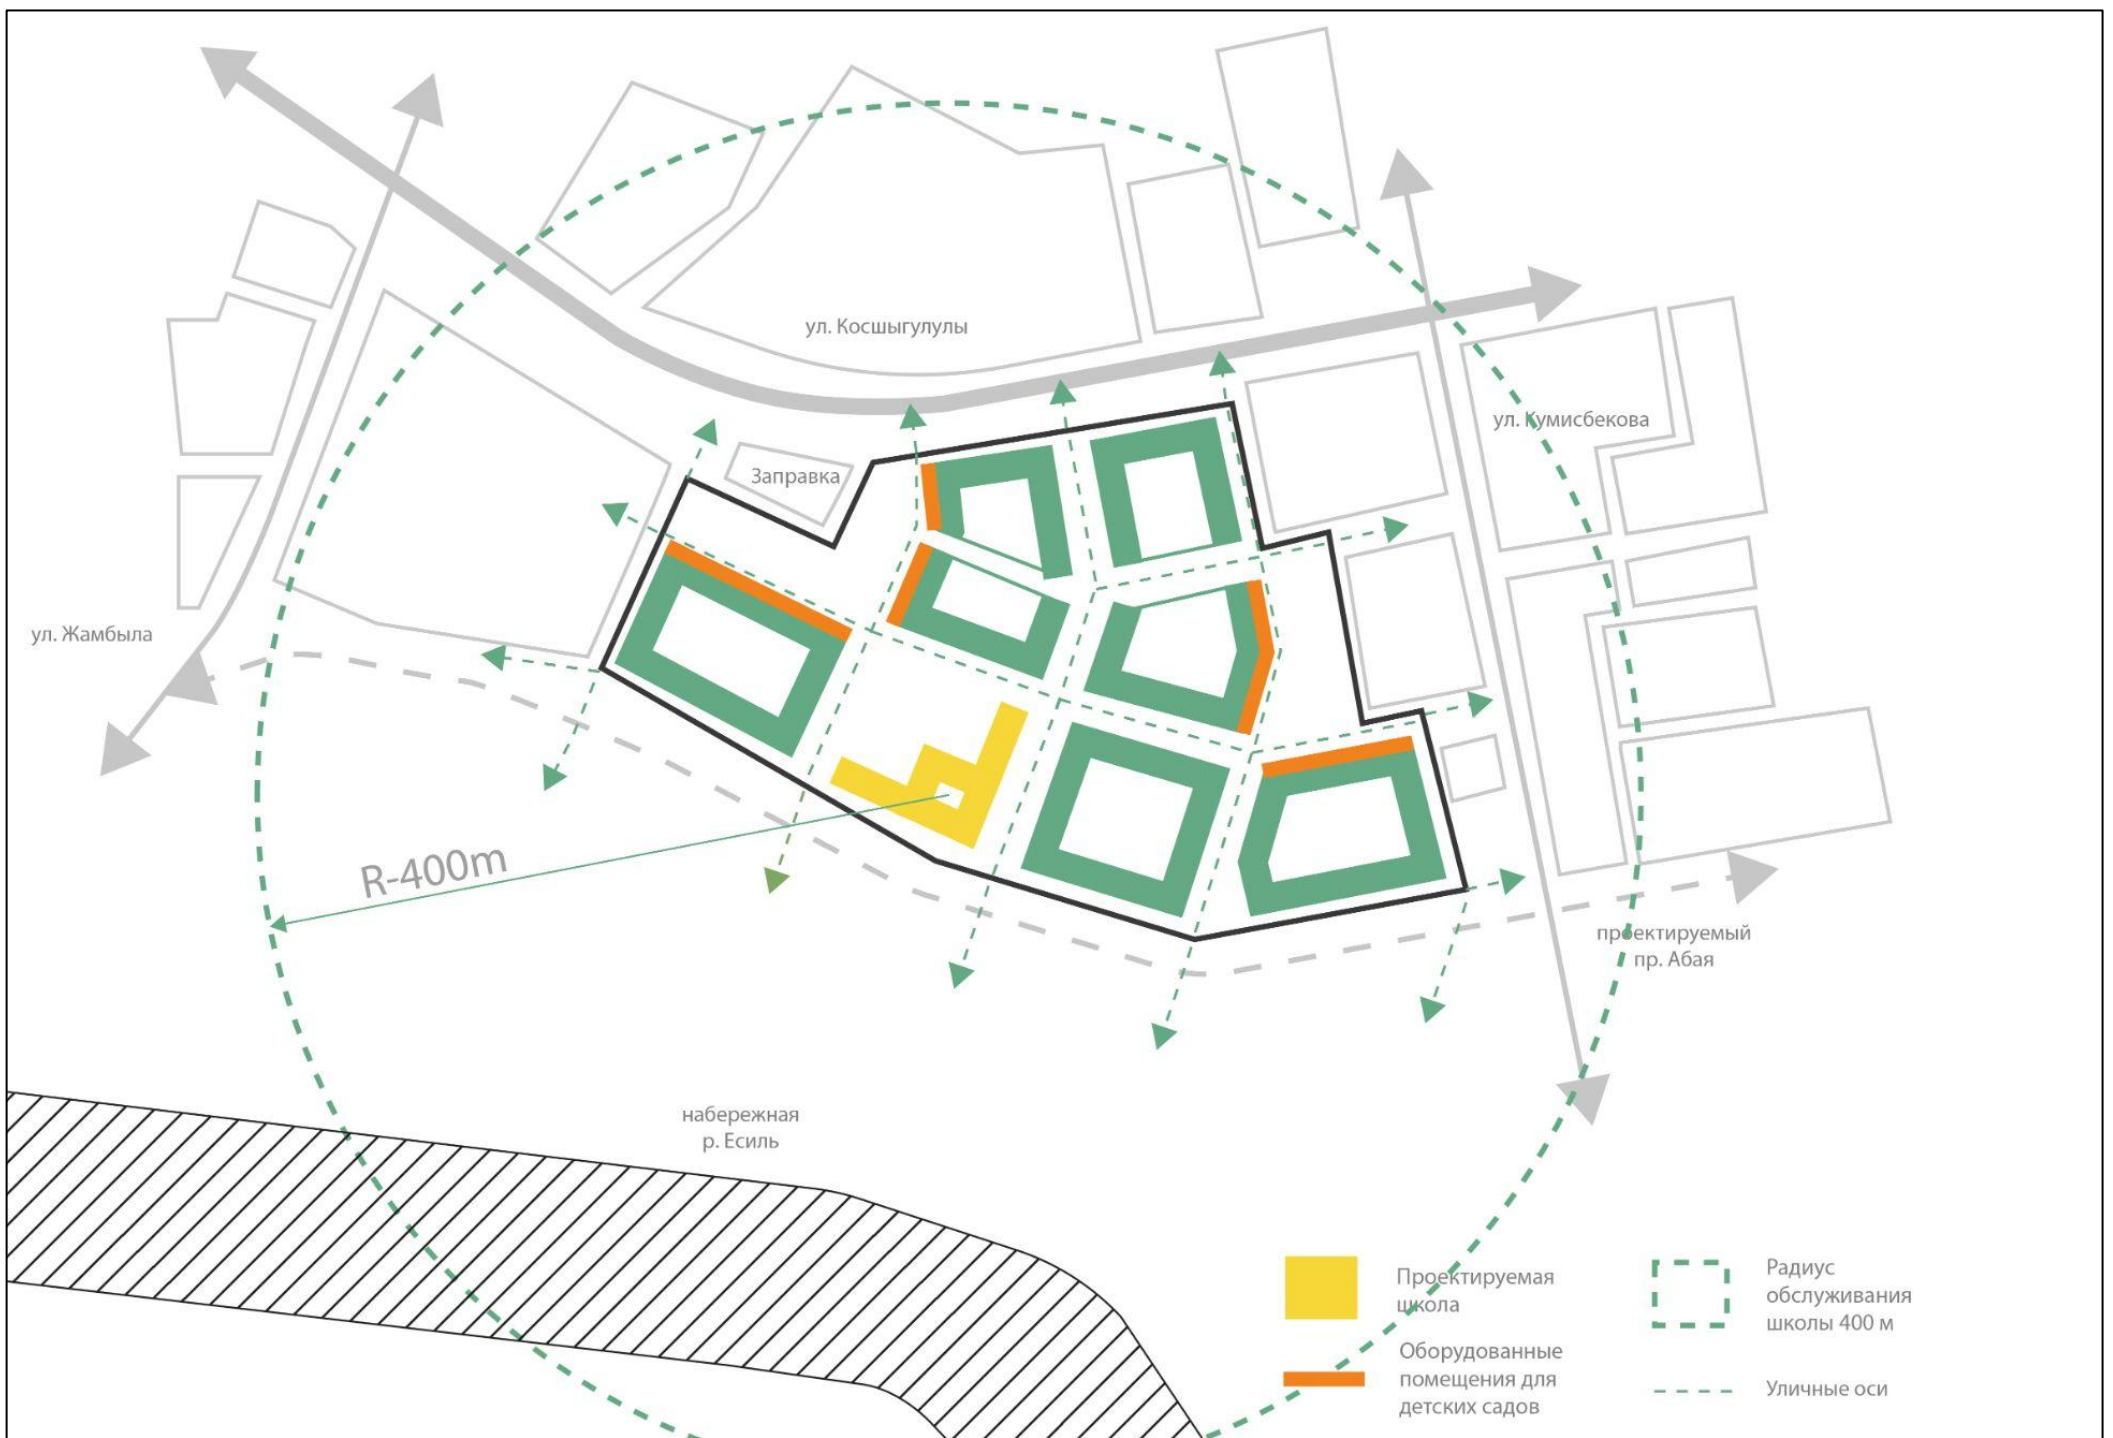 ул. Косшыгулулы
ул. Кумисбекова
Заправка
ул. Жамбыла
R-400m
проектируемый
пр. Абая
набережная
р. Есиль
Проектируемая
школа
Оборудованные
помещения для
детских садов
Радиус
обслуживания
школы 400 м
Уличные оси